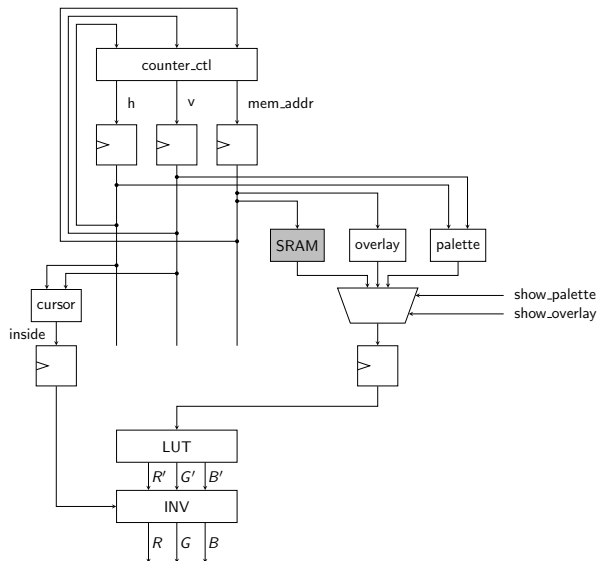 counter_ctl
h
v
mem_addr
SRAM
overlay
palette
cursor
show_palette
show_overlay
inside
LUT
R′
G′
B′
INV
R
G
B